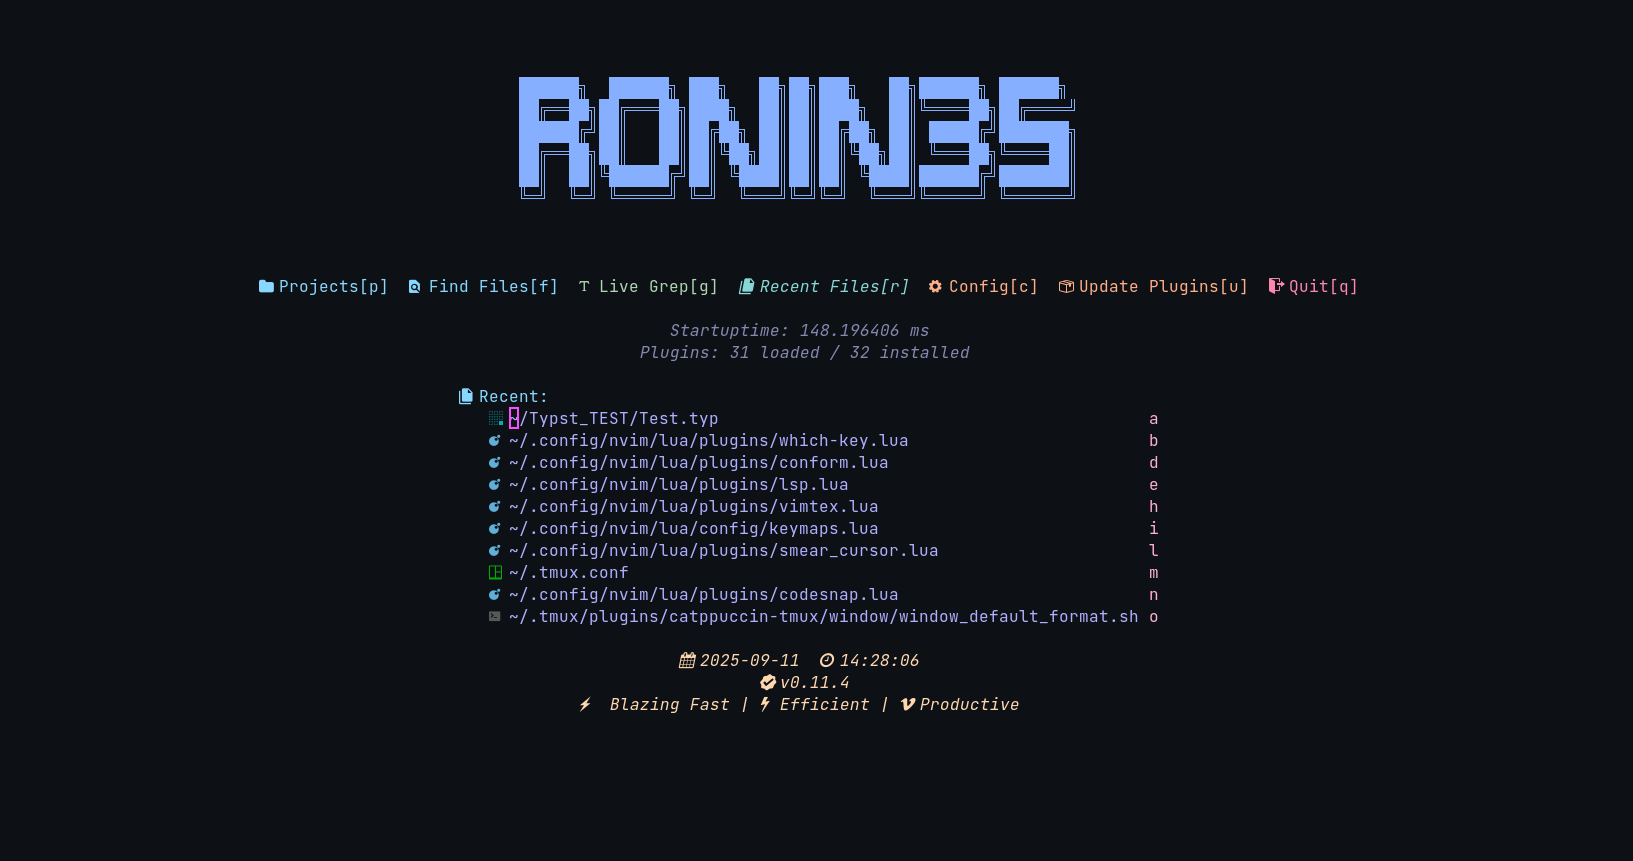 RONIN3S
Projects[p] Find Files[f] Live Grep[g] Recent Files[r] Config[c] Update Plugins[u] Quit[q]
Startuptime: 148.196406 ms
Plugins: 31 loaded / 32 installed
Recent:
~/Typst_TEST/Test.typ a
~/.config/nvim/lua/plugins/which-key.lua b
~/.config/nvim/lua/plugins/conform.lua d
~/.config/nvim/lua/plugins/lsp.lua e
~/.config/nvim/lua/plugins/vimtex.lua h
~/.config/nvim/lua/config/keymaps.lua i
~/.config/nvim/lua/plugins/smear_cursor.lua l
~/.tmux.conf m
~/.config/nvim/lua/plugins/codesnap.lua n
~/.tmux/plugins/catppuccin-tmux/window/window_default_format.sh o
2025-09-11 14:28:06
v0.11.4
Blazing Fast | Efficient | Productive